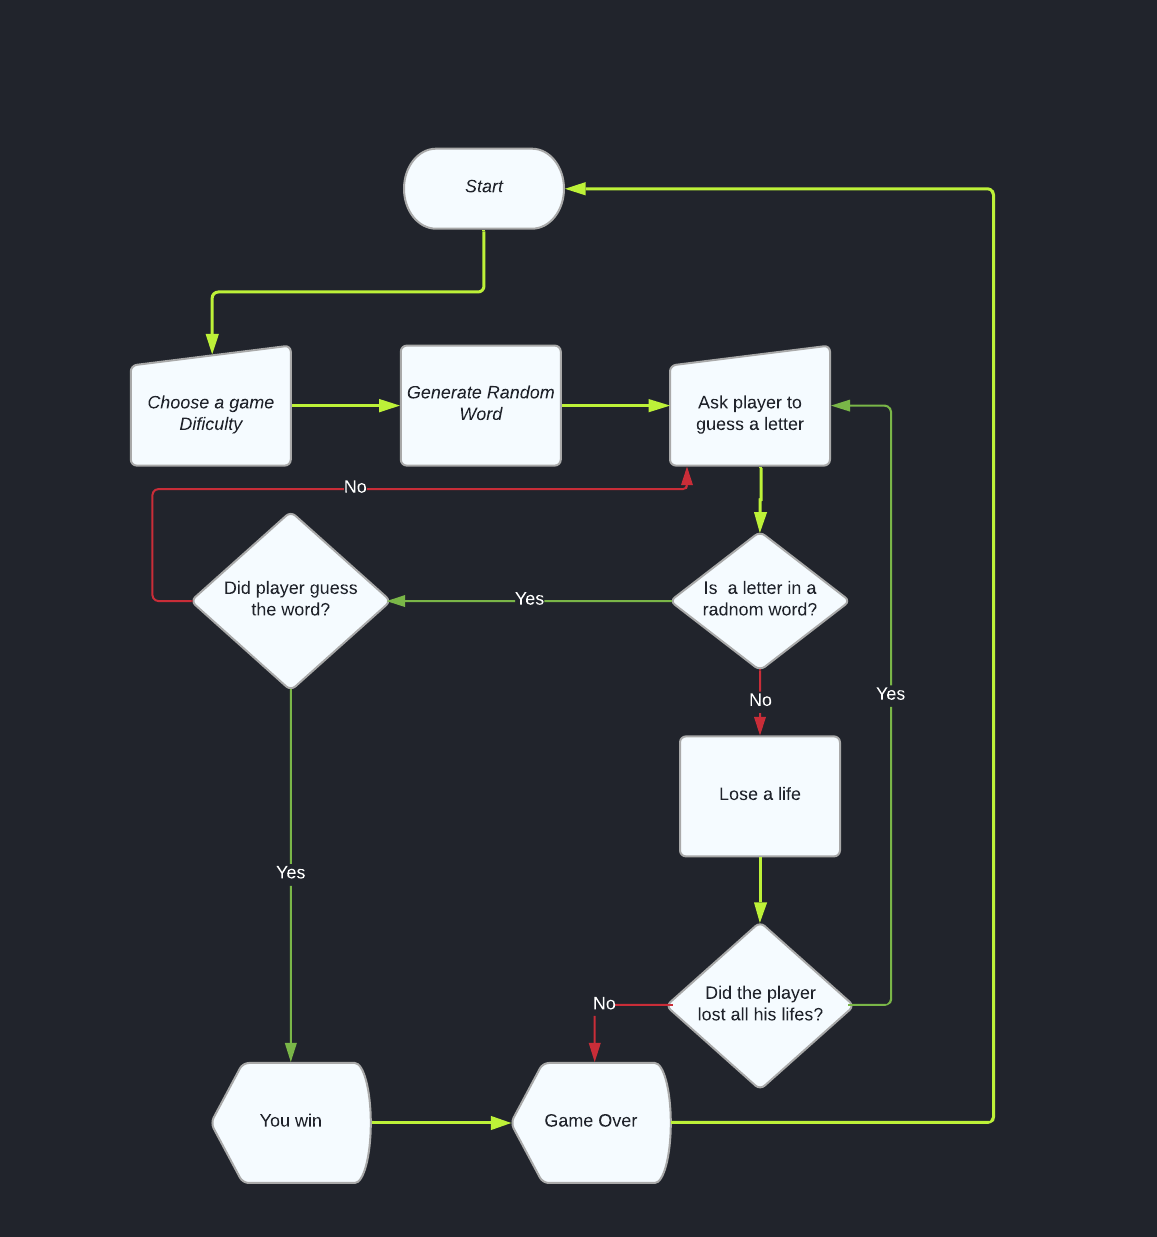 Start
Choose a game
Dificulty
Generate Random
Word
Ask player to
guess a letter
No
Did player guess
the word?
Yes
Is  a letter in a
radnom word?
No
Yes
Lose a life
Yes
Did the player
lost all his lifes?
No
You win
Game Over